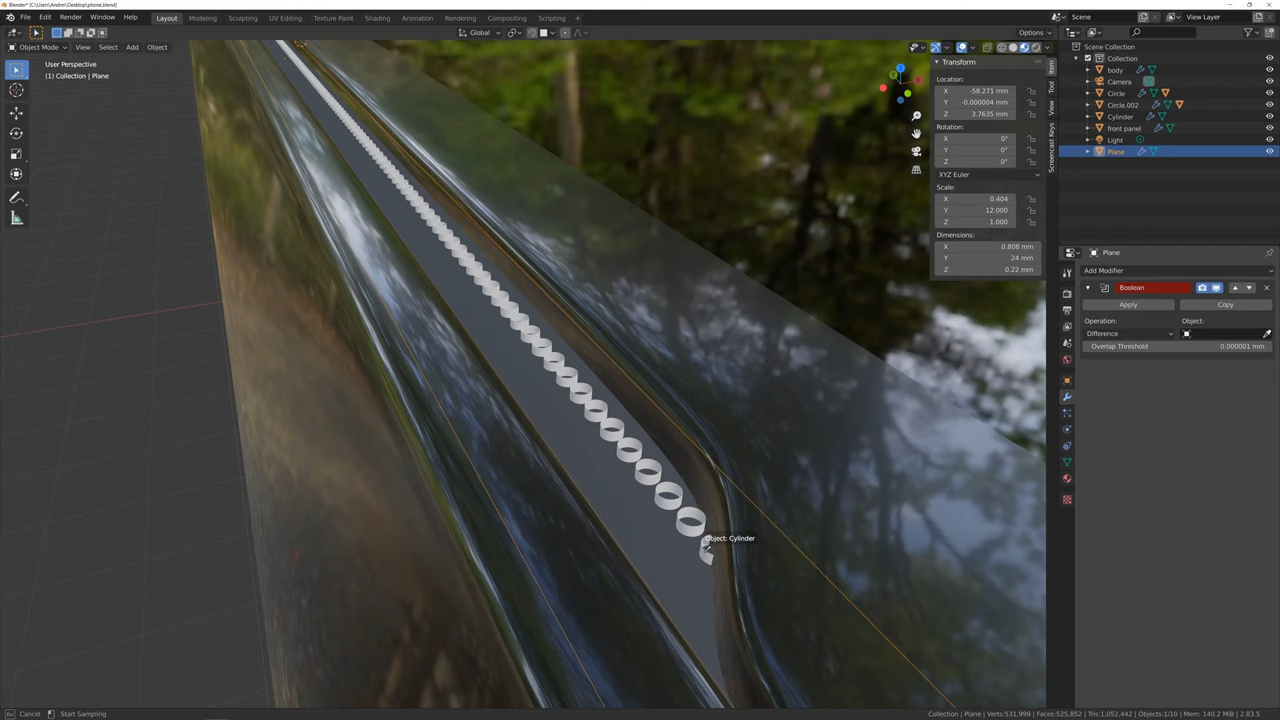 Blender* [C:\Users\Andrei\Desktop\phone.blend]
File Edit Render Window Help
Layout Modeling Sculpting UV Editing Texture Paint Shading Animation Rendering Compositing Scripting +
Scene
View Layer
Global
Options
Object Mode View Select Add Object
User Perspective
(1) Collection | Plane
Transform
Location:
X -58.271 mm
Y -0.000004 mm
Z 3.7635 mm
Rotation:
X 0°
Y 0°
Z 0°
XYZ Euler
Scale:
X 0.404
Y 12.000
Z 1.000
Dimensions:
X 0.808 mm
Y 24 mm
Z 0.22 mm
Item
Tool
View
Screencast Keys
Scene Collection
Collection
body
Camera
Circle
Circle.002
Cylinder
front panel
Light
Plane
Plane
Add Modifier
Boolean
Apply Copy
Operation: Object:
Difference
Overlap Threshold 0.000001 mm
Object: Cylinder
Esc Cancel Start Sampling
Collection | Plane | Verts:531,999 | Faces:525,852 | Tris:1,052,442 | Objects:1/10 | Mem: 140.2 MiB | 2.83.5